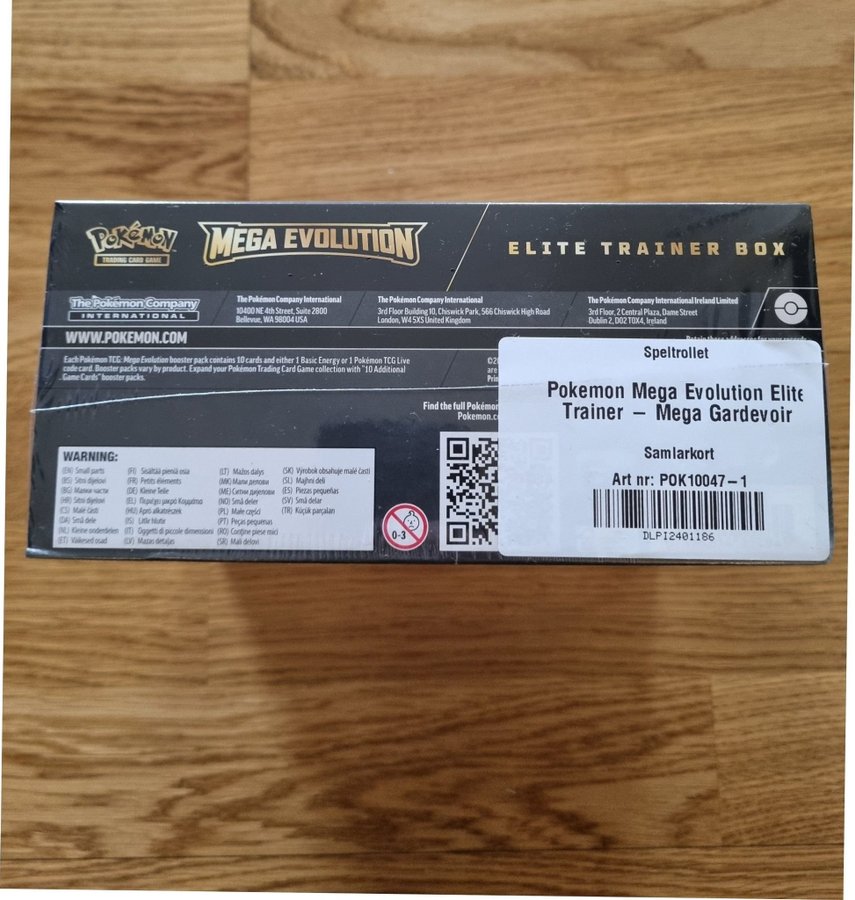 POKÉMON
TRADING CARD GAME
MEGA EVOLUTION
ELITE TRAINER BOX
The Pokémon Company
INTERNATIONAL
The Pokémon Company International
10400 NE 4th Street, Suite 2800
Bellevue, WA 98004 USA
The Pokémon Company International
3rd Floor Building 10, Chiswick Park, 566 Chiswick High Road
London, W4 5XS United Kingdom
The Pokémon Company International Ireland Limited
3rd Floor, 2 Central Plaza, Dame Street
Dublin 2, D02 T0X4, Ireland
WWW.POKEMON.COM
Each Pokémon TCG: Mega Evolution booster pack contains 10 cards and either 1 Basic Energy or 1 Pokémon TCG Live
code card. Booster packs vary by product. Expand your Pokémon Trading Card Game collection with "10 Additional
Game Cards" booster packs.
are
Find the full Pokémon
WARNING:
(EN) Small parts
(BS) Sitni dijelovi
(BG) Малки части
(HR) Sitni dijelovi
(CS) Malé části
(DA) Små dele
(NL) Kleine onderdelen
(ET) Väikesed osad
(FI) Sisältää pieniä osia
(FR) Petits éléments
(DE) Kleine Teile
(EL) Περιέχει μικρά Κομμάτια
(HU) Apró alkatrészek
(IS) Litlir hlutir
(IT) Oggetti di piccole dimensioni
(LV) Mazas detaļas
(LT) Mažos dalys
(MK) Мали делови
(ME) Ситни дијелови
(NO) Små deler
(PL) Małe części
(PT) Peças pequenas
(RO) Conține piese mici
(SR) Mali delovi
(SK) Výrobok obsahuje malé časti
(SL) Majhni deli
(ES) Piezas pequeñas
(SV) Små delar
(TR) Küçük parçaları
0-3
Speltrollet
Pokemon Mega Evolution Elite
Trainer – Mega Gardevoir
Samlarkort
Art nr: POK10047-1
DLPI2401186